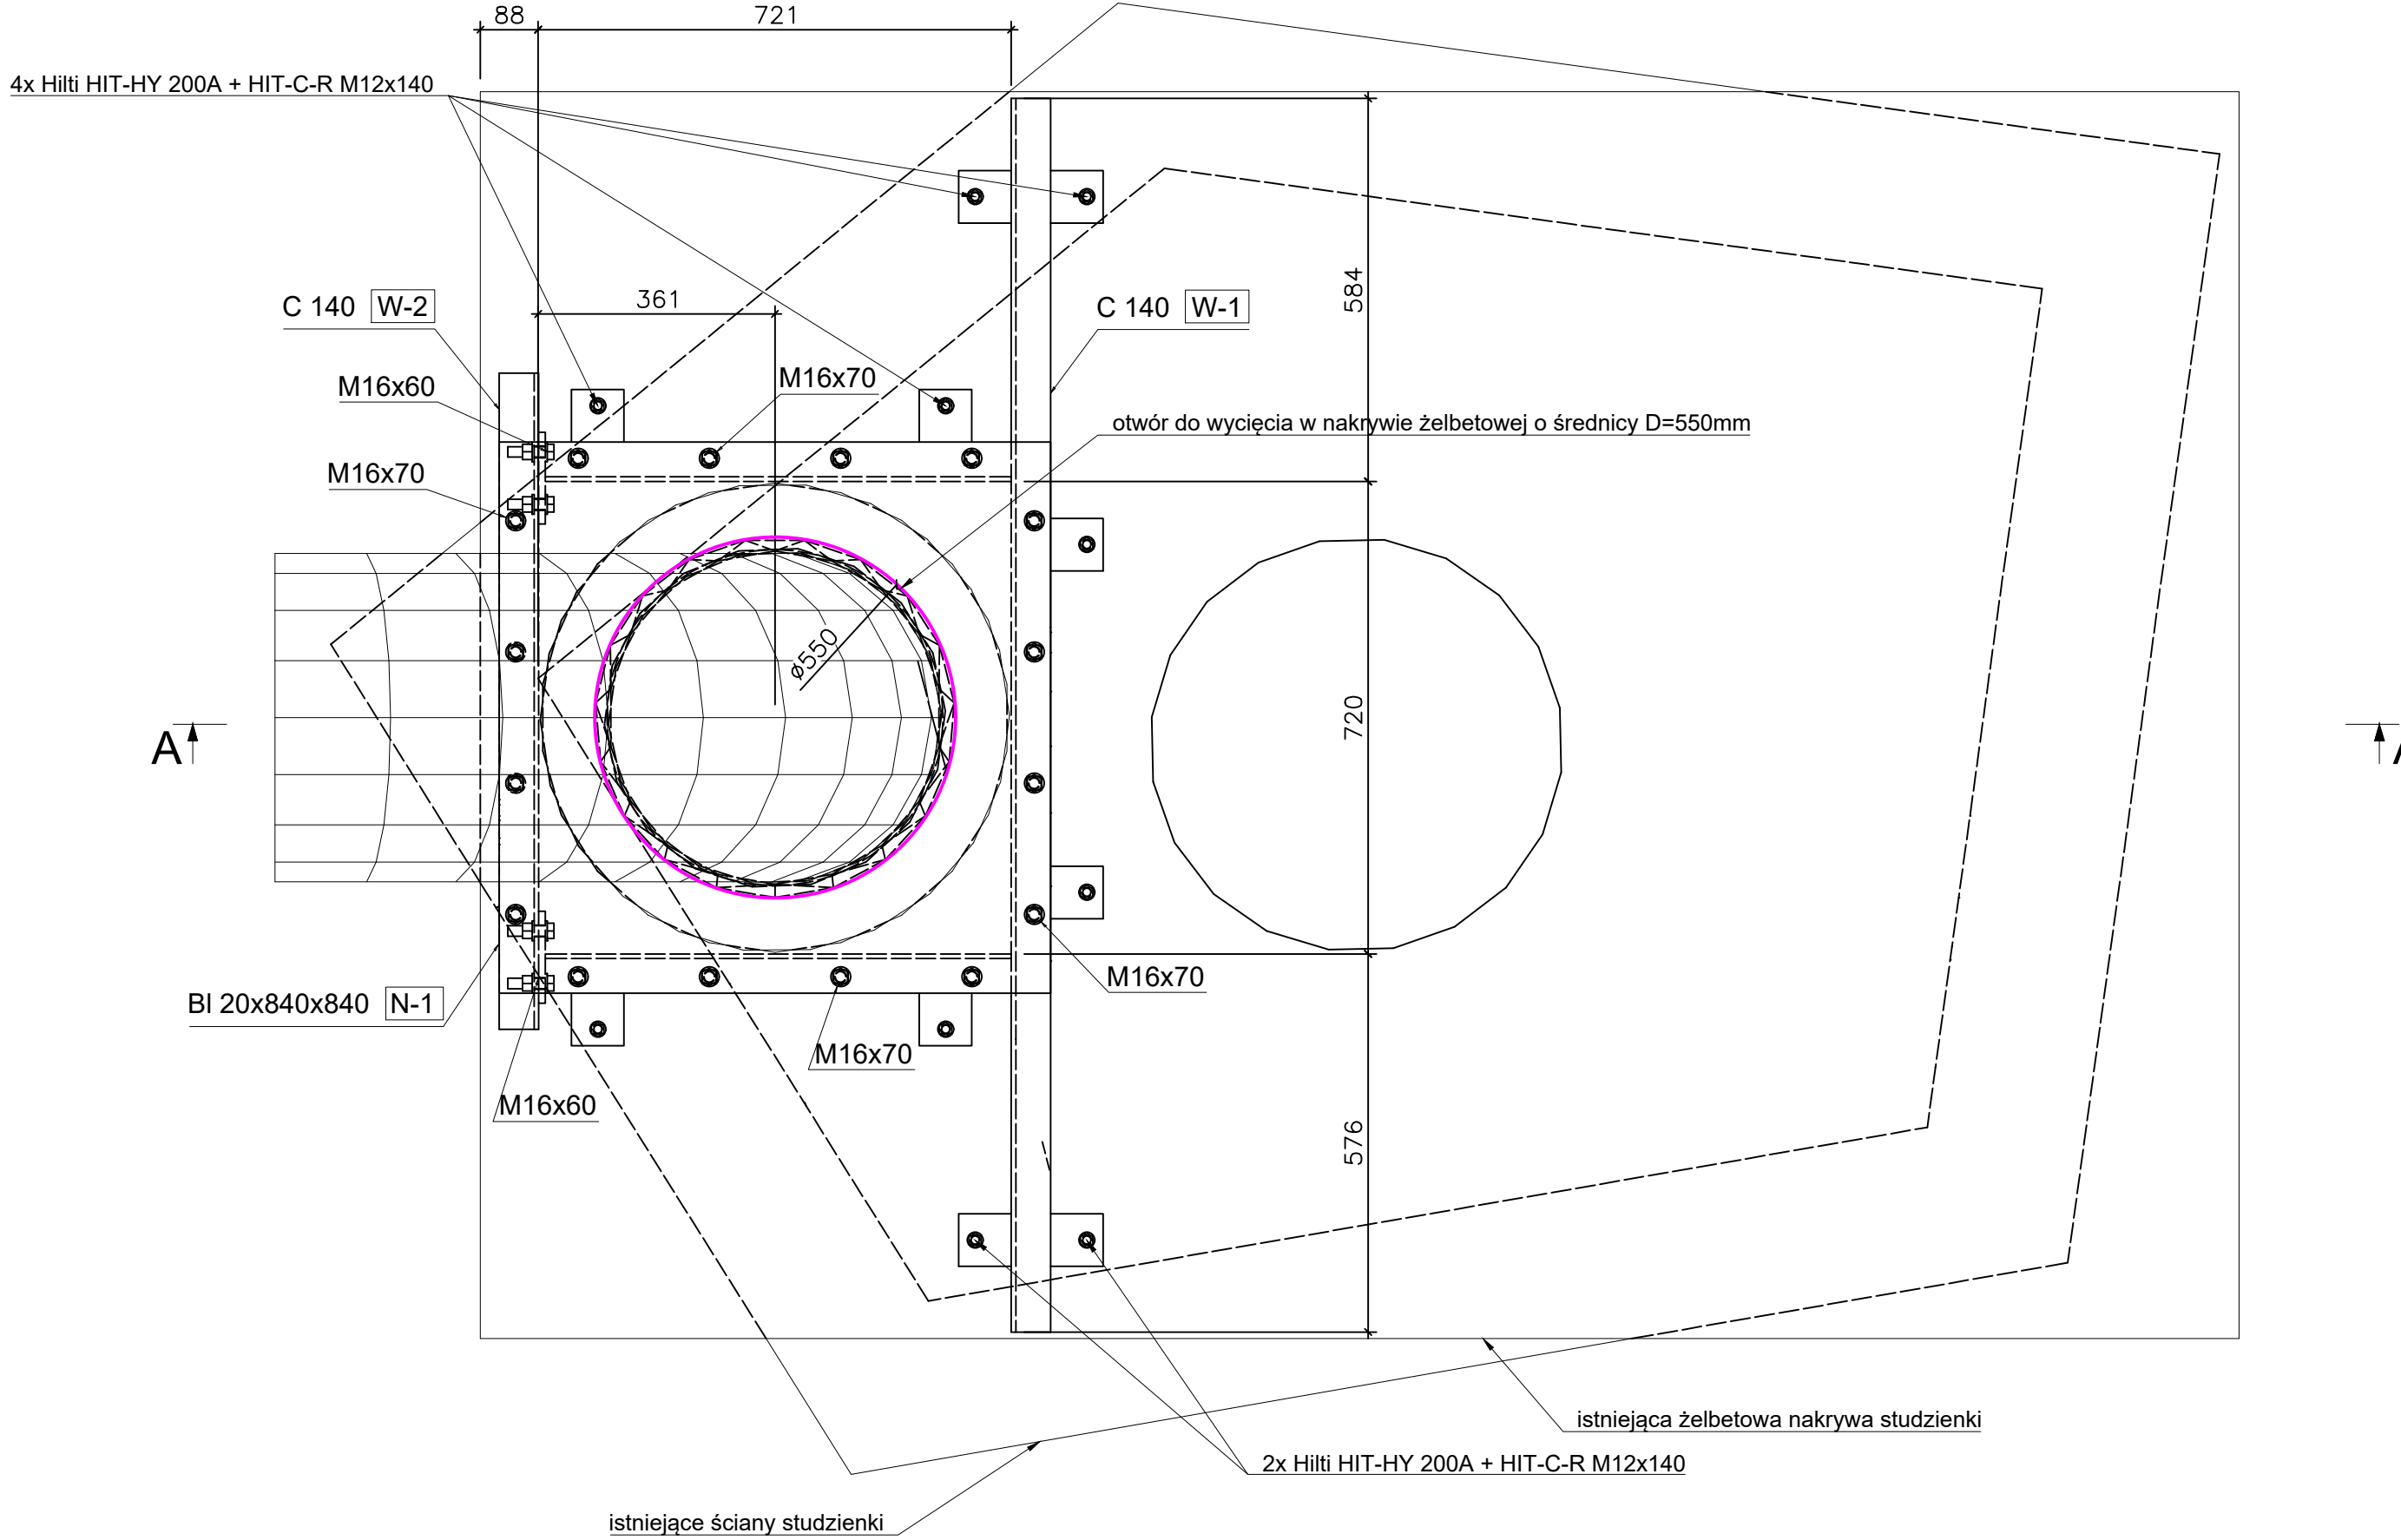 88
721
4x Hilti HIT-HY 200A + HIT-C-R M12x140
584
C 140 W-2
361
C 140 W-1
M16x60
M16x70
otwór do wycięcia w nakrywie żelbetowej o średnicy D=550mm
M16x70
ø550
720
A
A
M16x70
Bl 20x840x840 N-1
M16x70
M16x60
576
istniejąca żelbetowa nakrywa studzienki
2x Hilti HIT-HY 200A + HIT-C-R M12x140
istniejące ściany studzienki